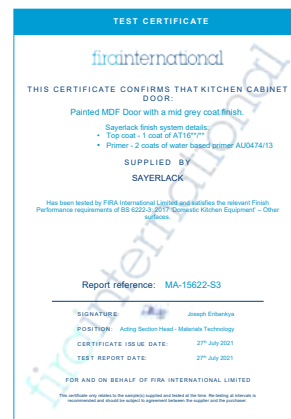 TEST CERTIFICATE
firainternational
THIS CERTIFICATE CONFIRMS THAT KITCHEN CABINET
DOOR:
Painted MDF Door with a mid grey coat finish.
Sayerlack finish system details:
• Top coat - 1 coat of AT16**/**
• Primer - 2 coats of water based primer AU0474/13
SUPPLIED BY
SAYERLACK
Has been tested by FIRA International Limited and satisfies the relevant Finish
Performance requirements of BS 6222-3: 2017 'Domestic Kitchen Equipment' – Other
surfaces.
Report reference: MA-15622-S3
SIGNATURE: Joseph Eribankya
POSITION: Acting Section Head - Materials Technology
CERTIFICATE ISSUE DATE: 27th July 2021
TEST REPORT DATE: 27th July 2021
FOR AND ON BEHALF OF FIRA INTERNATIONAL LIMITED
This certificate only relates to the sample(s) supplied and tested at the time. Re-testing at intervals is
recommended and should be subject to agreement between the supplier and the purchaser.
firainternational